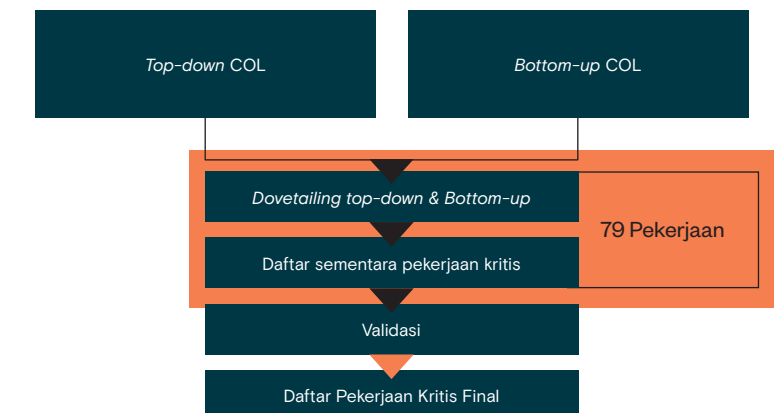 Top-down COL
Bottom-up COL
Dovetailing top-down & Bottom-up
79 Pekerjaan
Daftar sementara pekerjaan kritis
Validasi
Daftar Pekerjaan Kritis Final